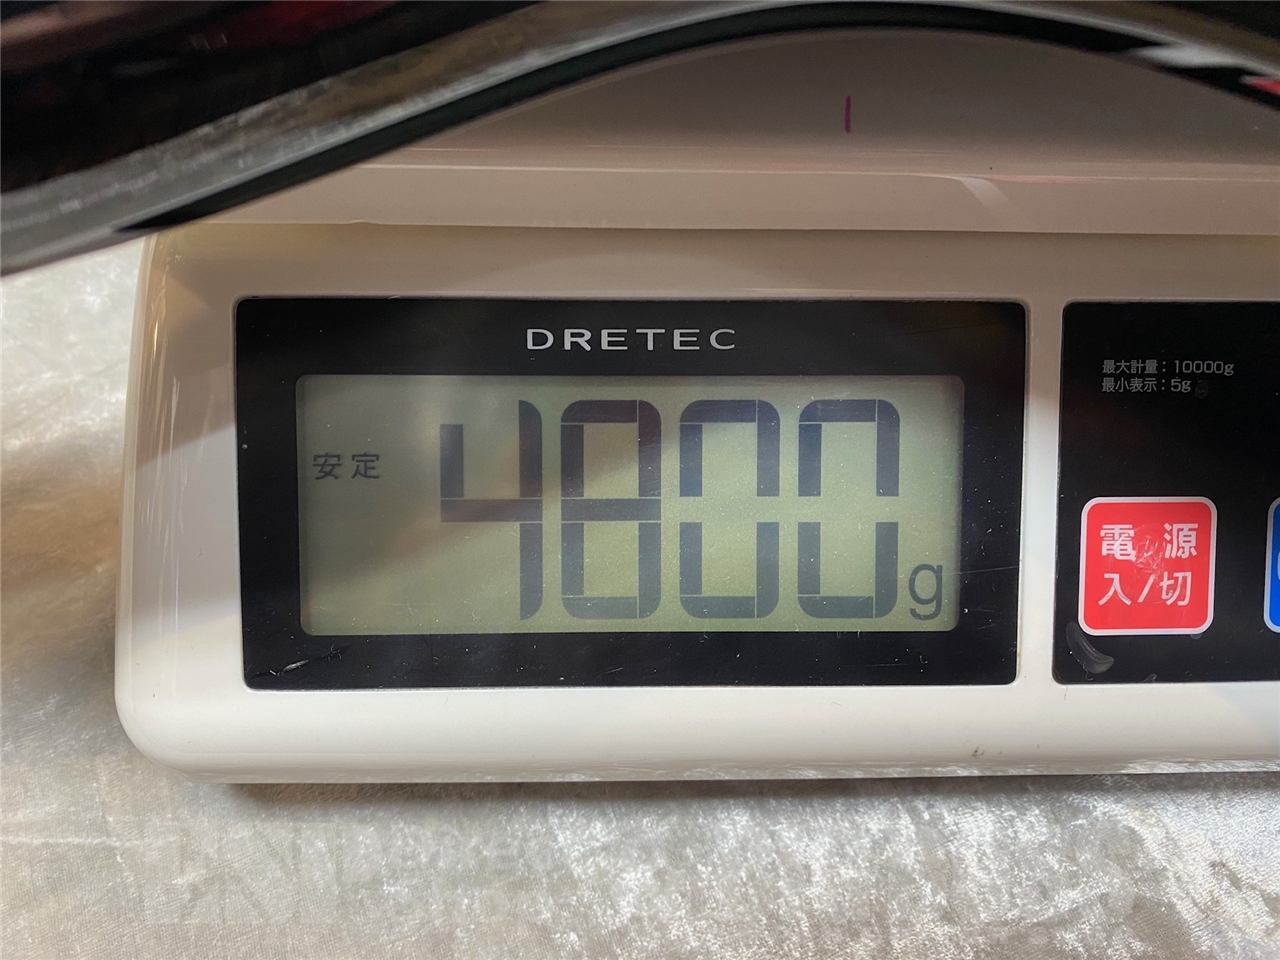 DRETEC
安定
4800g
最大計量：10000g
最小表示：5g
電源
入/切